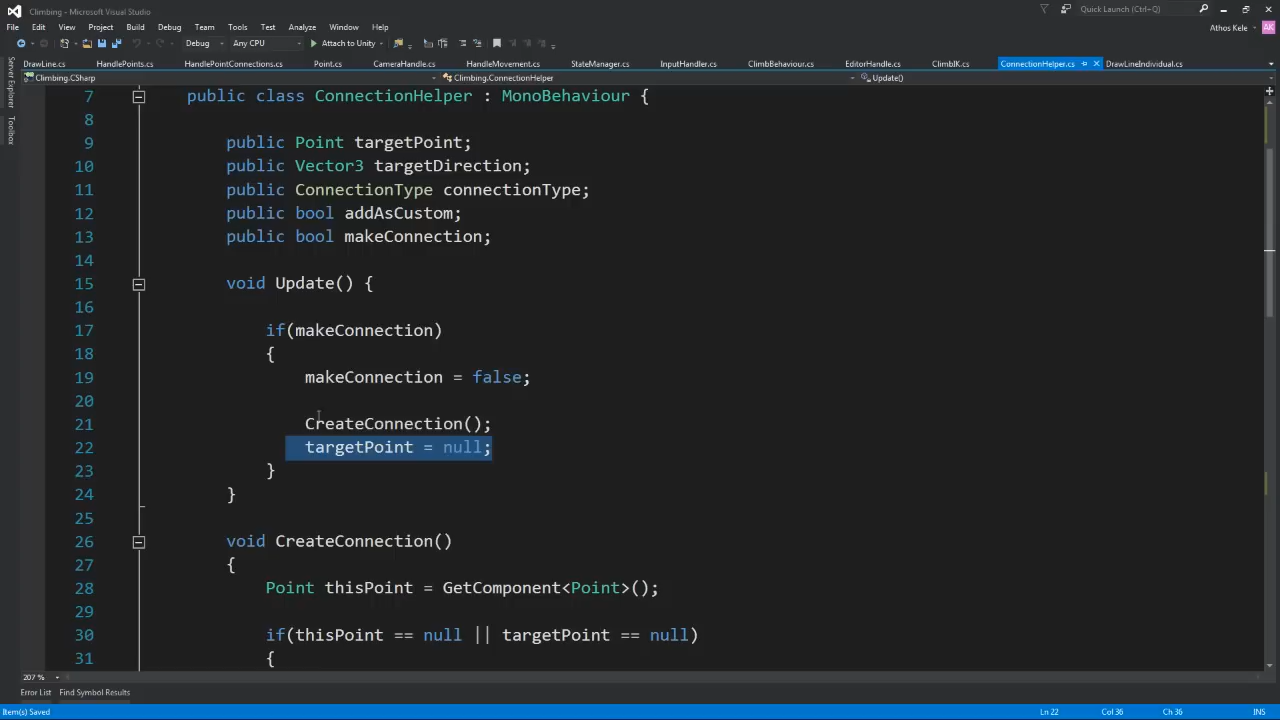 Climbing - Microsoft Visual Studio
Quick Launch (Ctrl+Q)
File Edit View Project Build Debug Team Tools Test Analyze Window Help
Athos Kele AK
Debug Any CPU Attach to Unity
DrawLine.cs HandlePoints.cs HandlePointConnections.cs Point.cs CameraHandle.cs HandleMovement.cs StateManager.cs InputHandler.cs ClimbBehaviour.cs EditorHandle.cs ClimbIK.cs ConnectionHelper.cs DrawLineIndividual.cs
Climbing.CSharp Climbing.ConnectionHelper Update()
Server Explorer
Toolbox
7 public class ConnectionHelper : MonoBehaviour {
8
9 public Point targetPoint;
10 public Vector3 targetDirection;
11 public ConnectionType connectionType;
12 public bool addAsCustom;
13 public bool makeConnection;
14
15 void Update() {
16
17 if(makeConnection)
18 {
19 makeConnection = false;
20
21 CreateConnection();
22 targetPoint = null;
23 }
24 }
25
26 void CreateConnection()
27 {
28 Point thisPoint = GetComponent<Point>();
29
30 if(thisPoint == null || targetPoint == null)
31 {
207 %
Error List Find Symbol Results
Item(s) Saved Ln 22 Col 36 Ch 36 INS